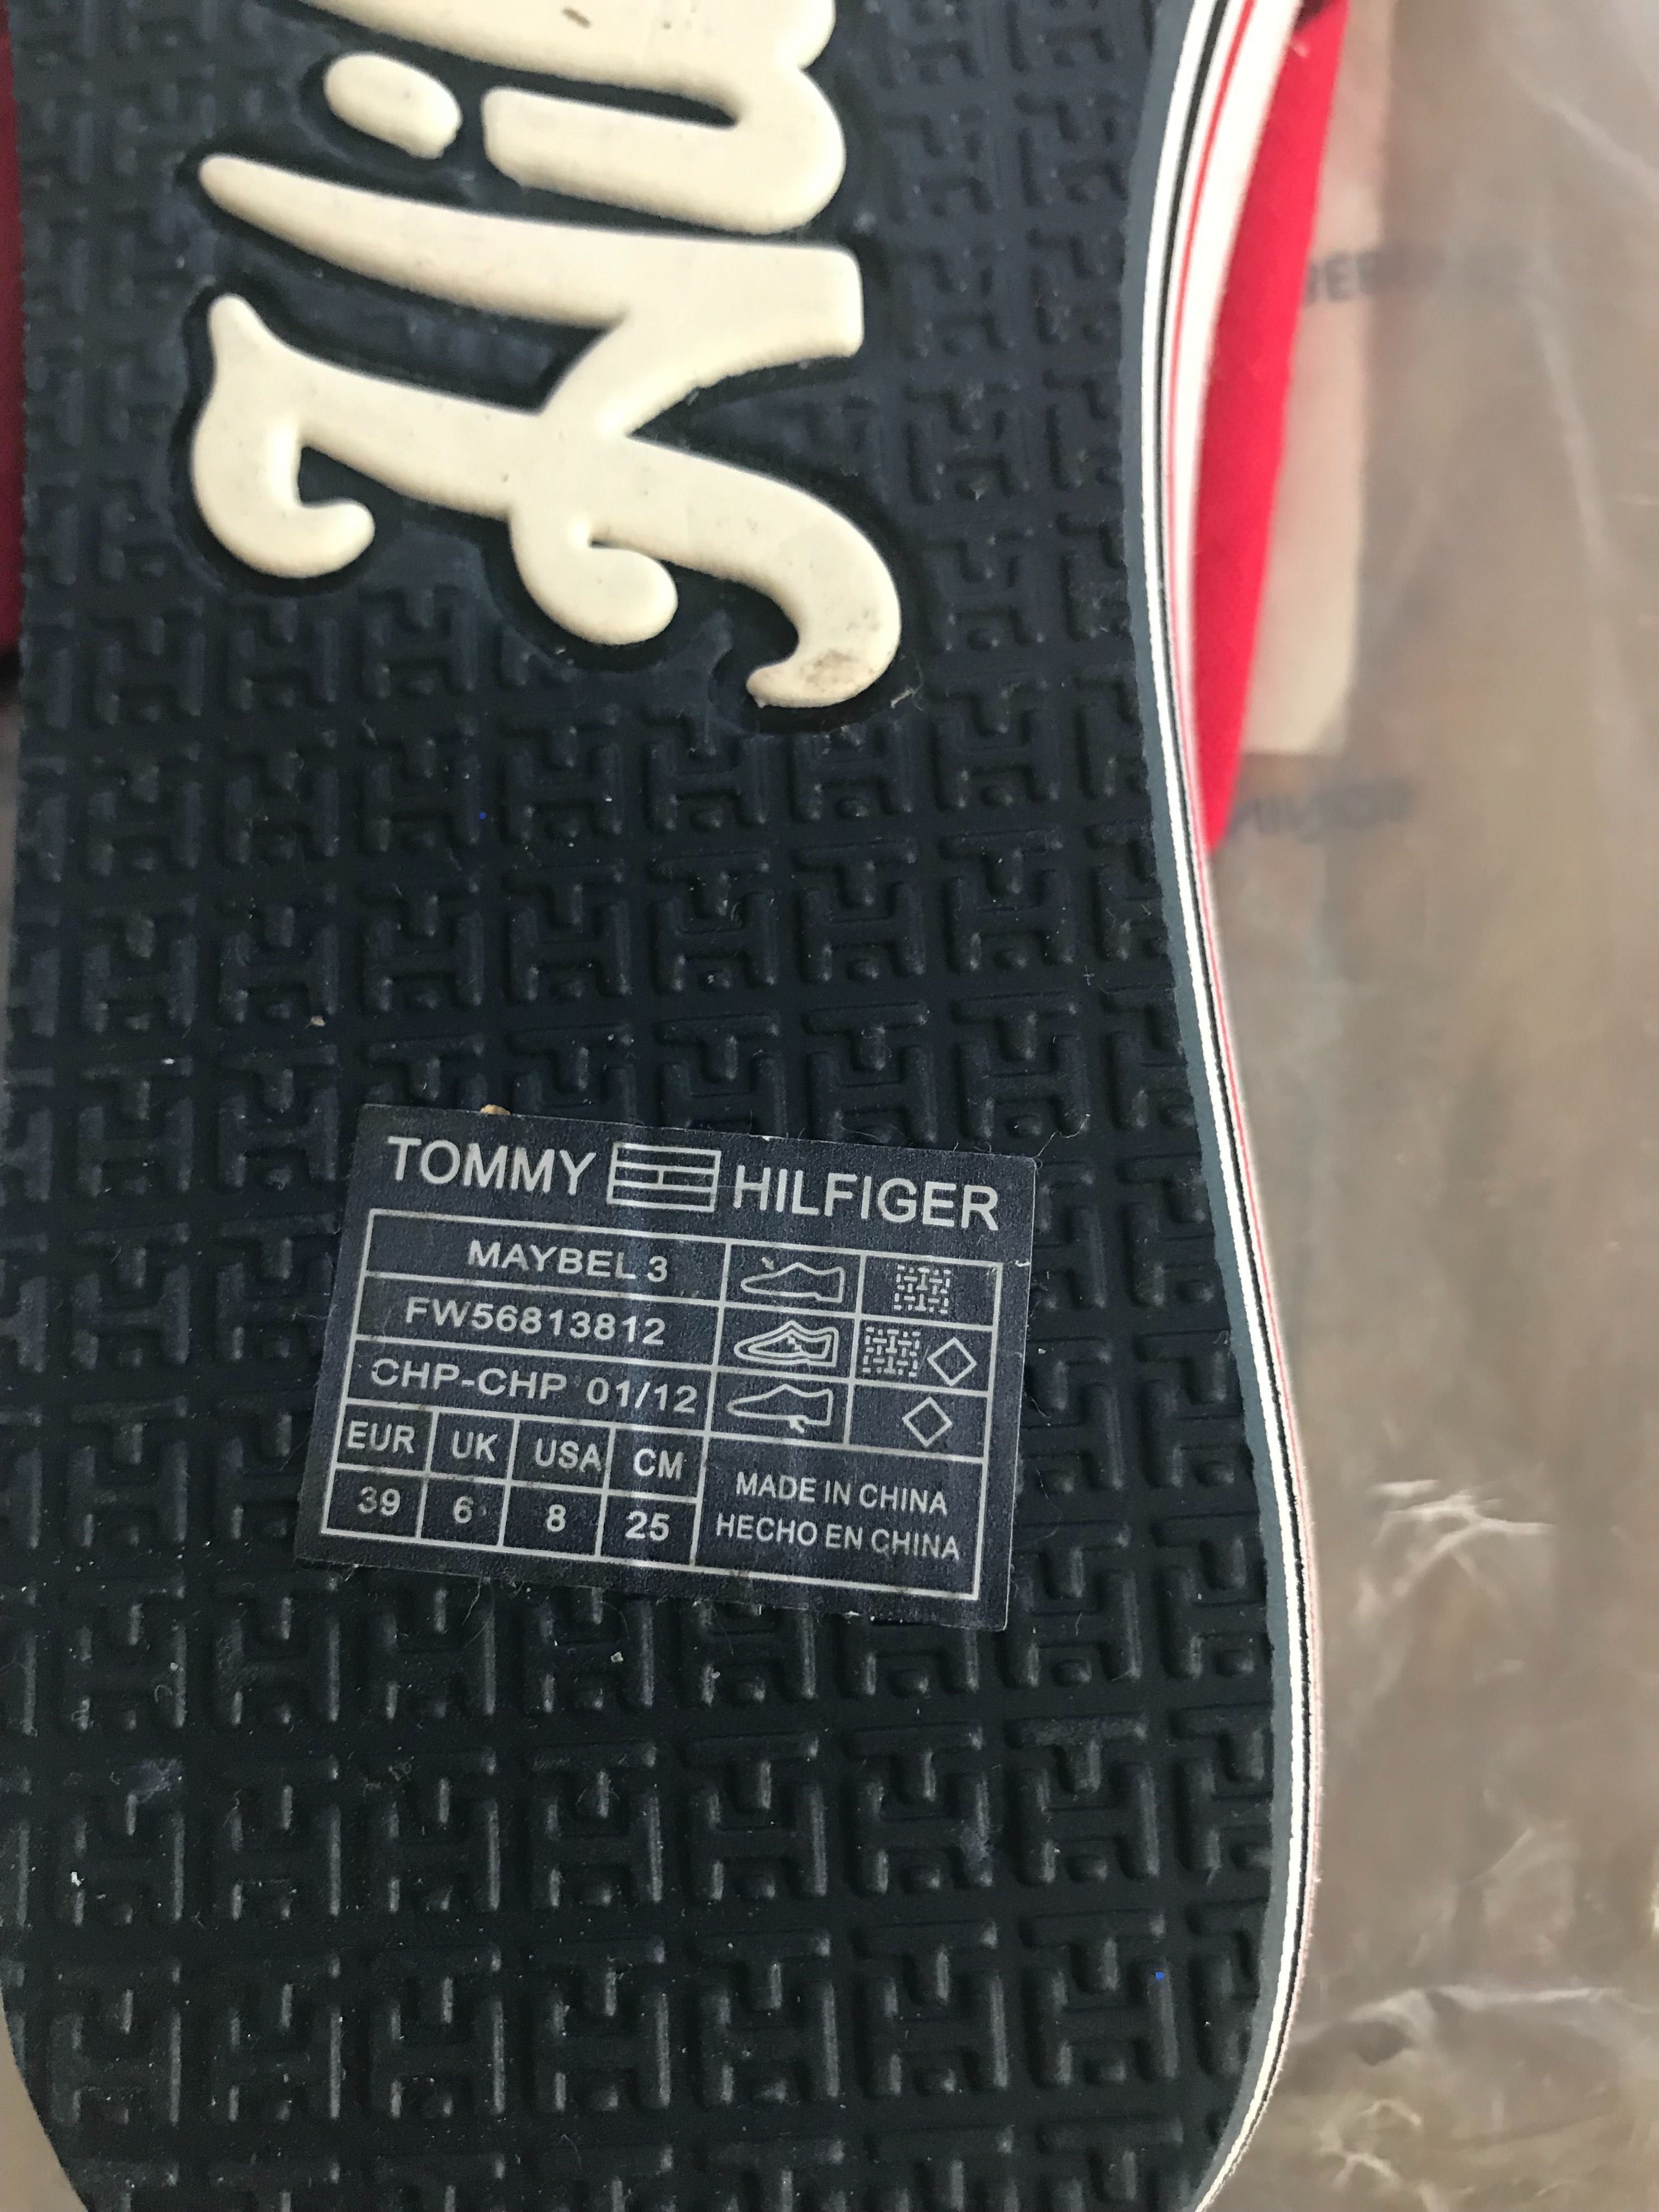 TOMMY HILFIGER
MAYBEL 3
FW56813812
CHP-CHP 01/12
EUR UK USA CM
39 6 8 25
MADE IN CHINA
HECHO EN CHINA